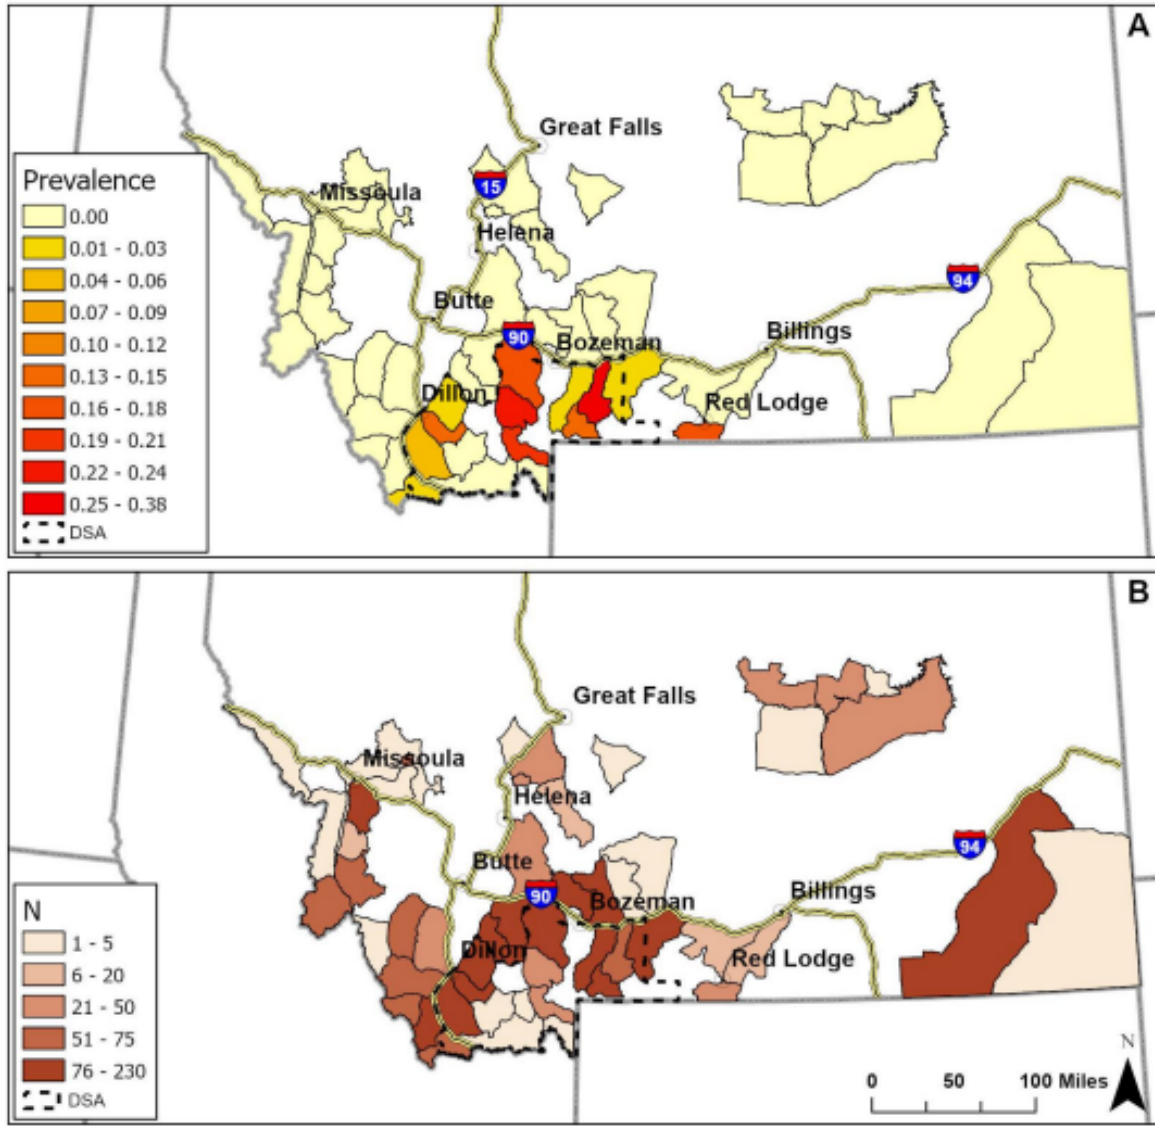 A
Great Falls
Prevalence
15
Missoula
0.00
0.01 - 0.03
Helena
0.04 - 0.06
94
0.07 - 0.09
Butte
90
Billings
0.10 - 0.12
Bozeman
0.13 - 0.15
Dillon
Red Lodge
0.16 - 0.18
0.19 - 0.21
0.22 - 0.24
0.25 - 0.38
DSA
B
Great Falls
Missoula
Helena
94
Butte
90
Billings
N
Bozeman
1 - 5
Dillon
Red Lodge
6 - 20
21 - 50
51 - 75
N
76 - 230
0 50 100 Miles
DSA